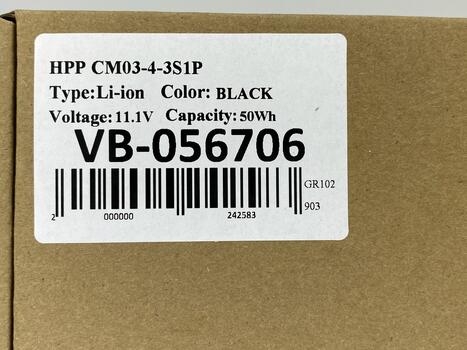 HPP CM03-4-3S1P
Type:Li-ion Color: BLACK
Voltage:11.1V Capacity:50Wh
VB-056706
GR102
903
2 000000 242583